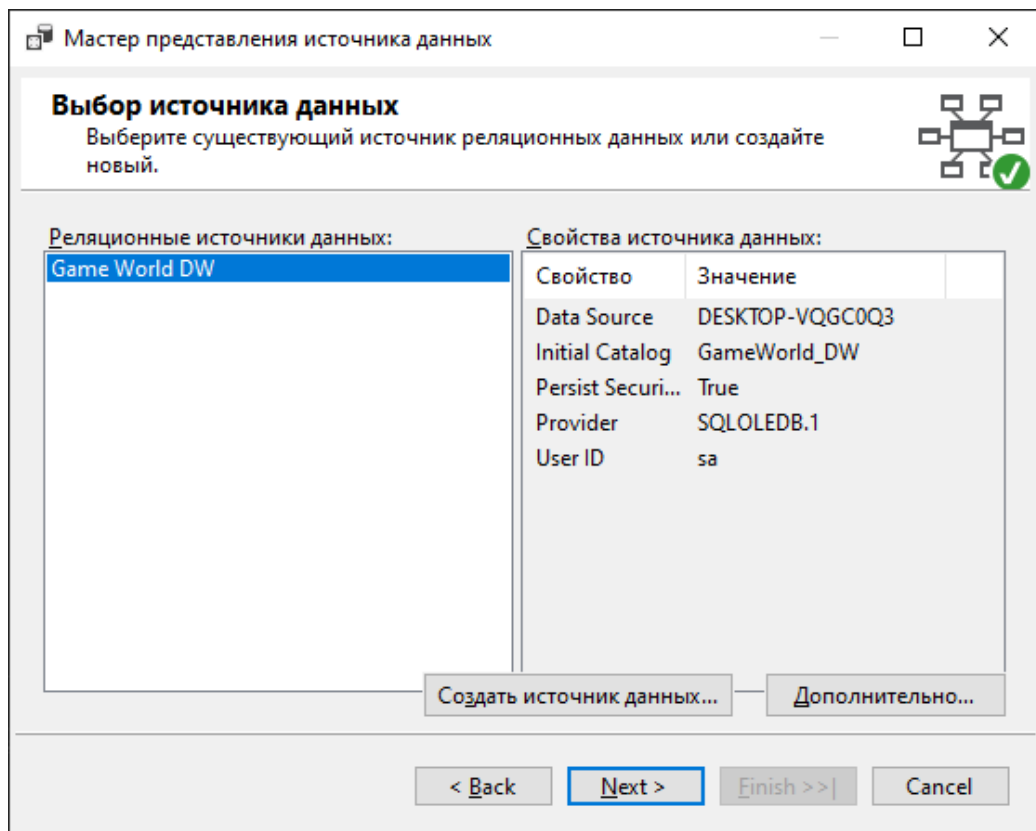 Мастер представления источника данных
Выбор источника данных
Выберите существующий источник реляционных данных или создайте
новый.
Реляционные источники данных:
Game World DW
Свойства источника данных:
Свойство Значение
Data Source DESKTOP-VQGC0Q3
Initial Catalog GameWorld_DW
Persist Securi... True
Provider SQLOLEDB.1
User ID sa
Создать источник данных... Дополнительно...
< Back Next > Finish >>| Cancel